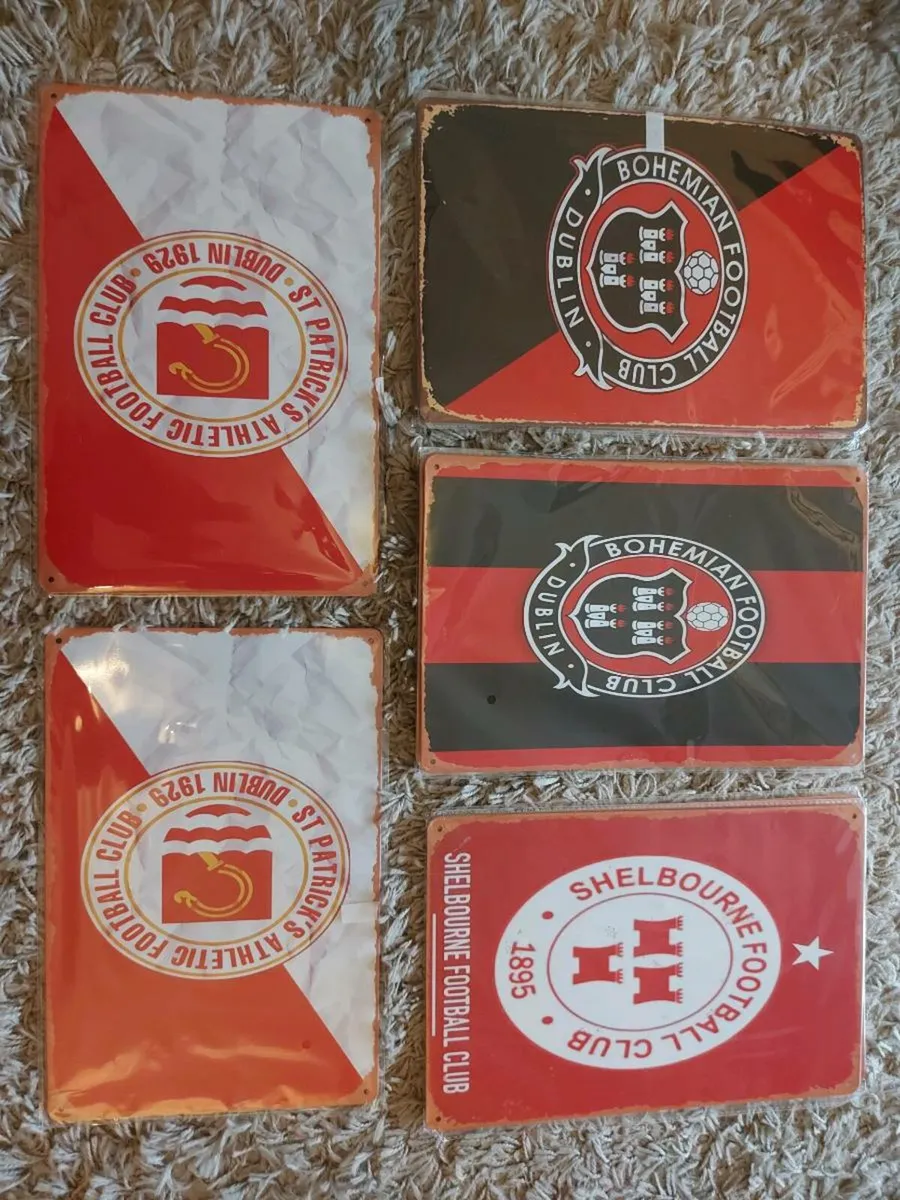 ST PATRICK'S ATHLETIC FOOTBALL CLUB •
DUBLIN 1929 •
BOHEMIAN FOOTBALL CLUB
· DUBLIN ·
ST PATRICK'S ATHLETIC FOOTBALL CLUB •
DUBLIN 1929 •
BOHEMIAN FOOTBALL CLUB
· DUBLIN ·
SHELBOURNE FOOTBALL CLUB
• 1895 •
SHELBOURNE FOOTBALL CLUB